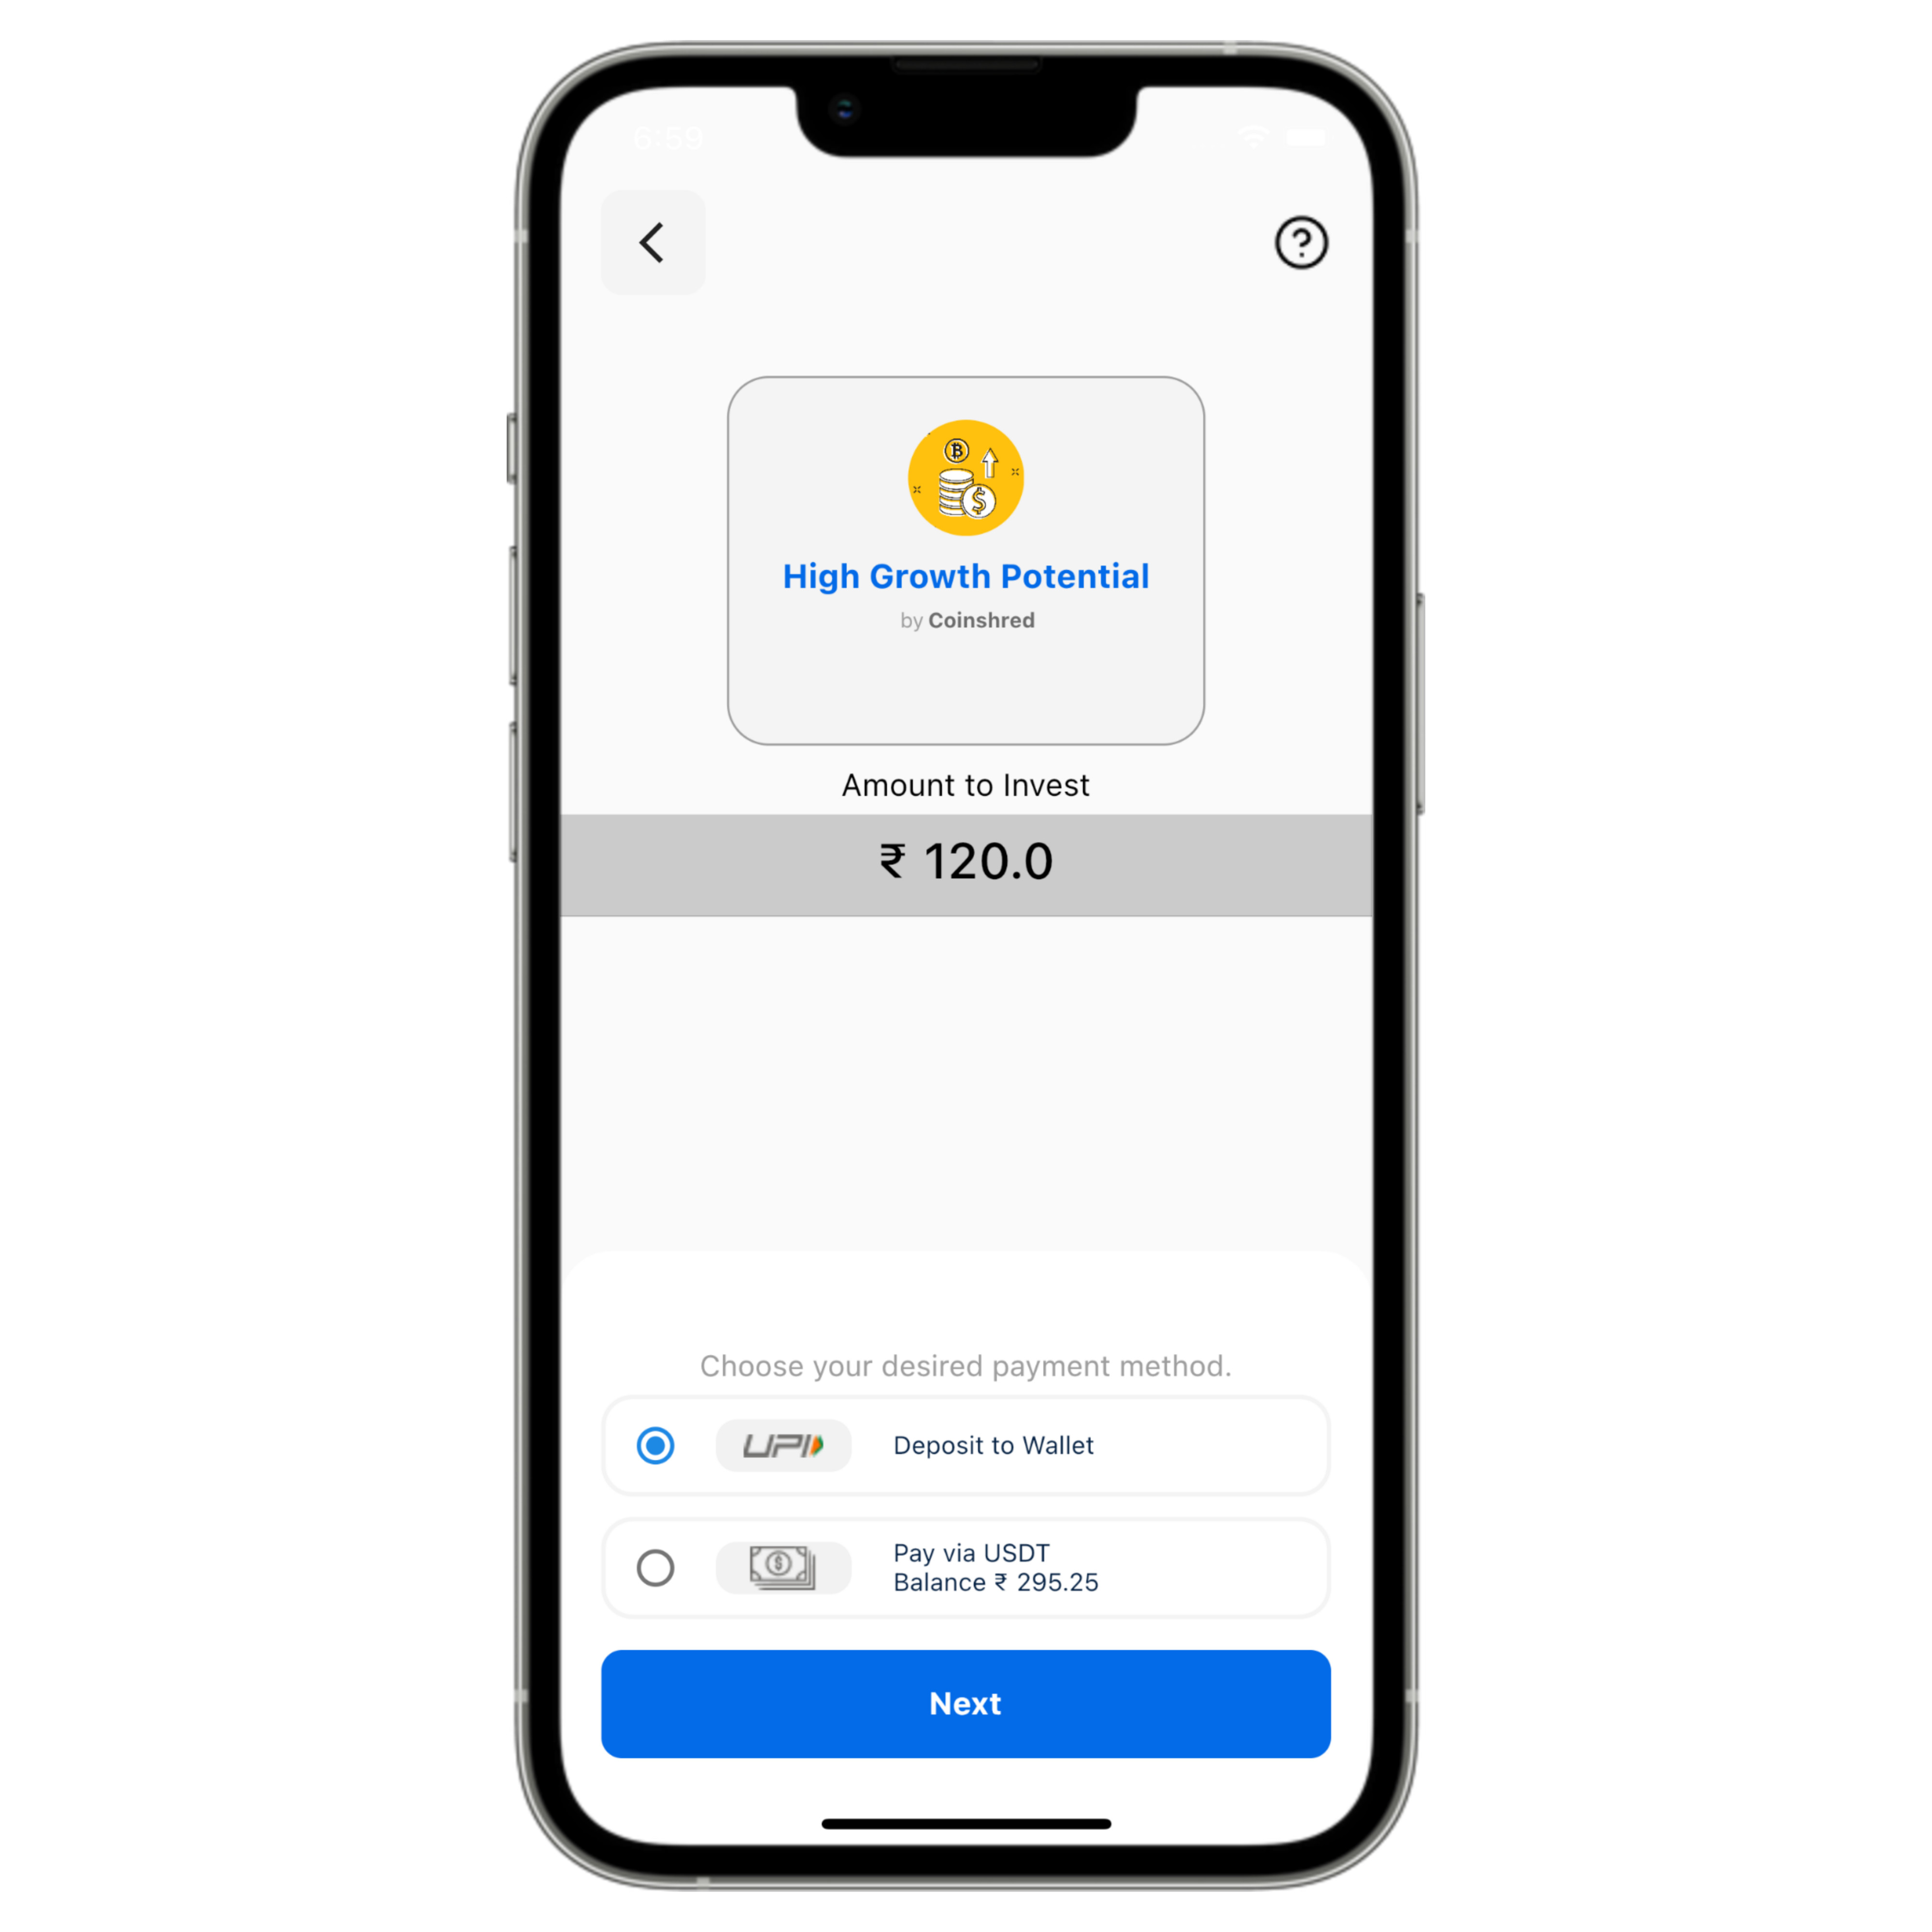 6:59
High Growth Potential
by Coinshred
Amount to Invest
₹ 120.0
Choose your desired payment method.
UPI
Deposit to Wallet
Pay via USDT
Balance ₹ 295.25
Next